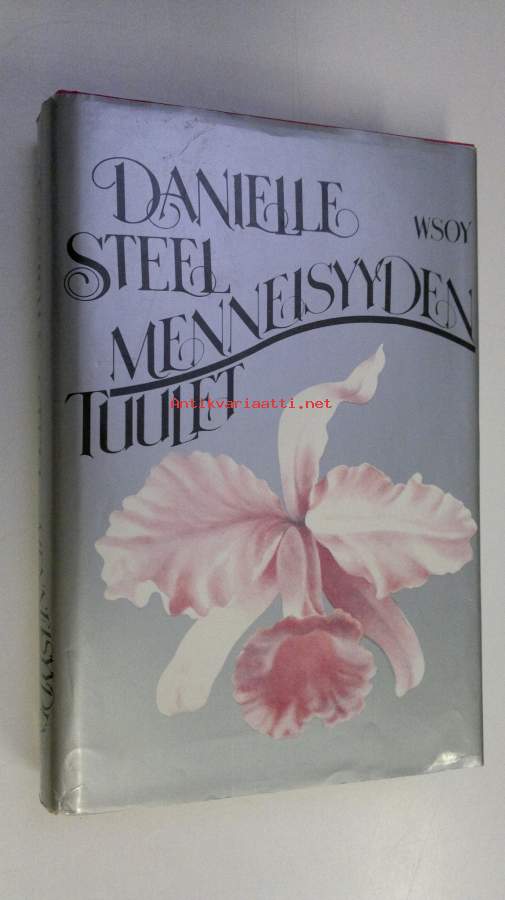 DANIELLE
STEEL
WSOY
MENNEISYYDEN
TUULET
Antikvariaatti.net